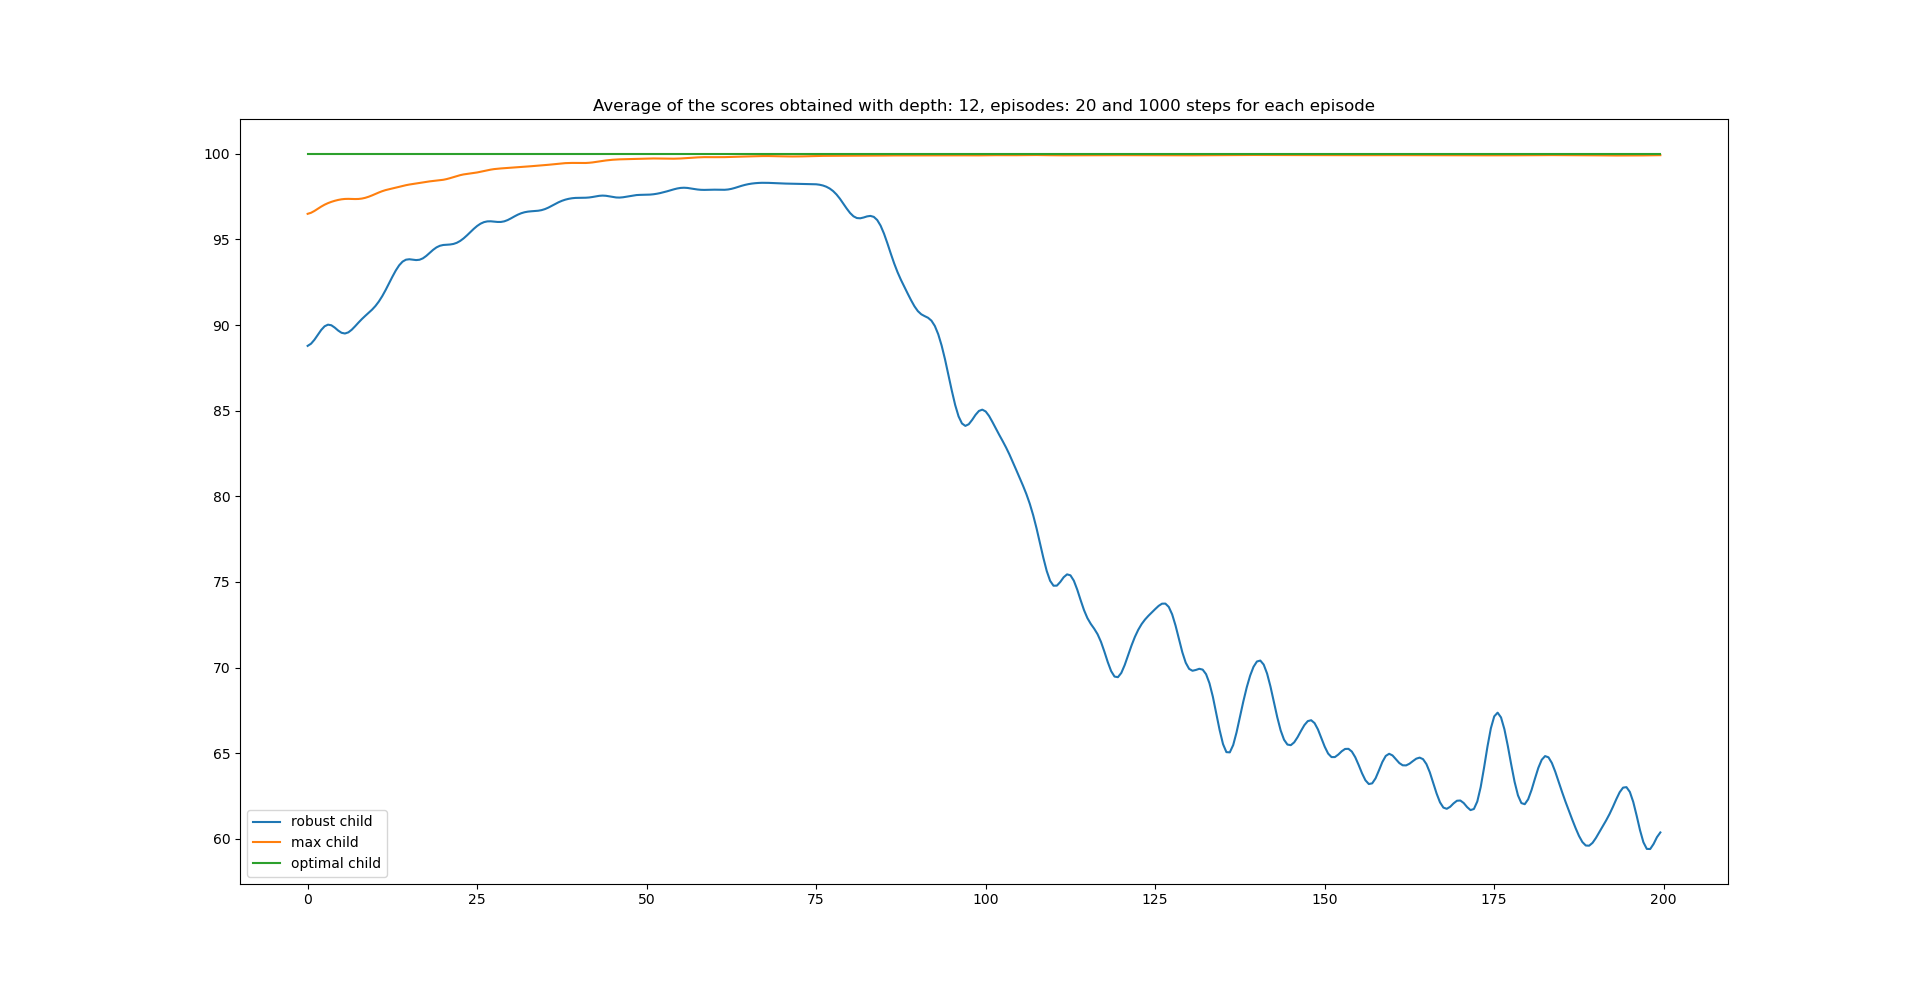 Average of the scores obtained with depth: 12, episodes: 20 and 1000 steps for each episode
100
95
90
85
80
75
70
65
60
robust child
max child
optimal child
0 25 50 75 100 125 150 175 200